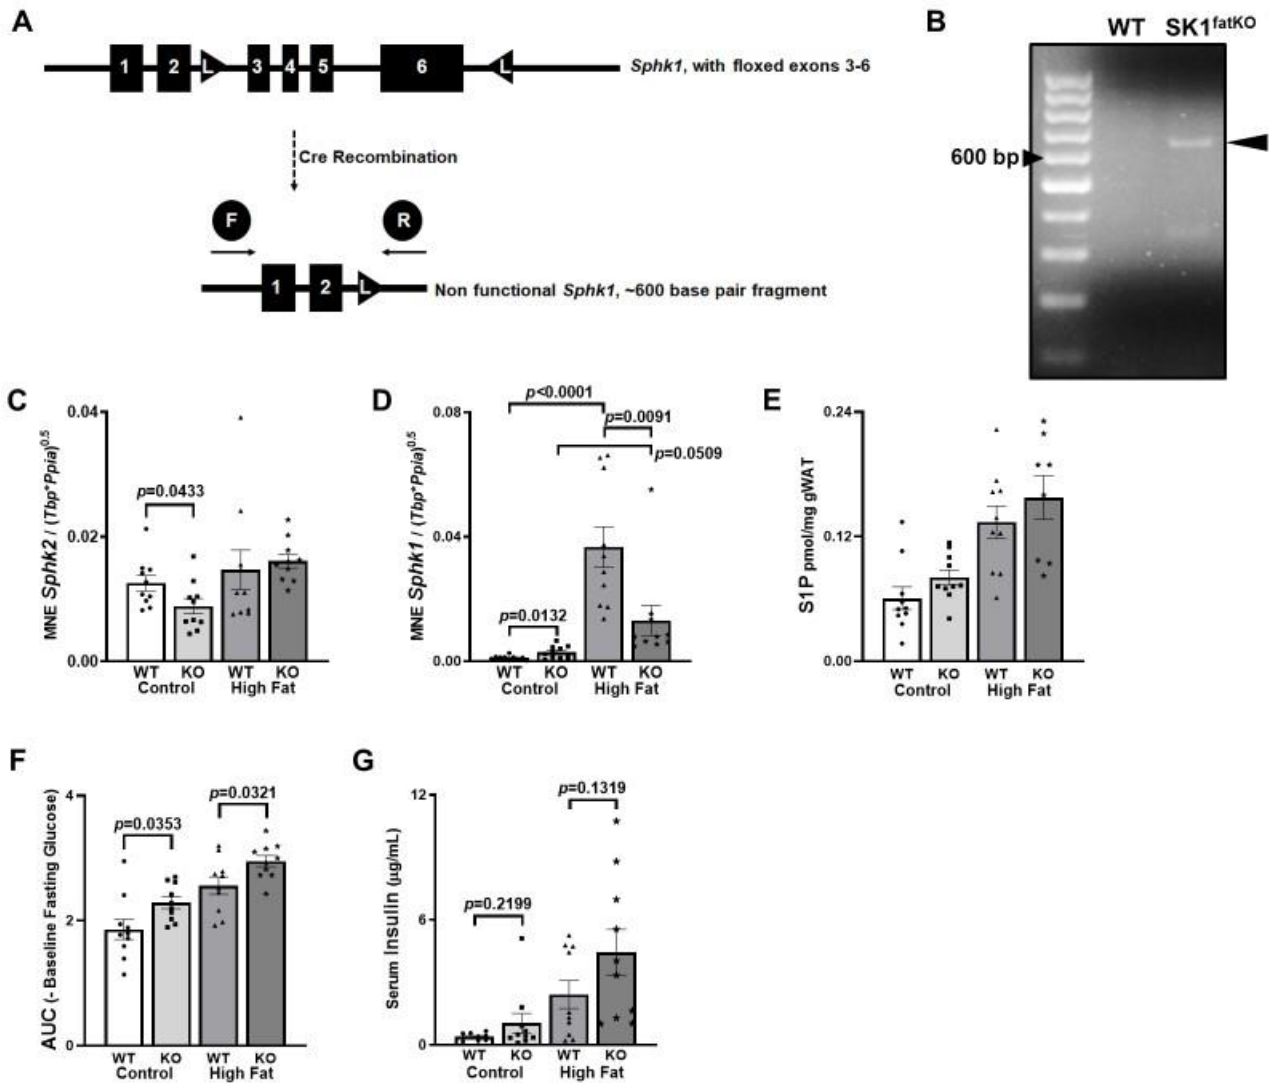 A
1 2 L 3 4 5 6 L
Sphk1, with floxed exons 3-6
Cre Recombination
F R
1 2 L
Non functional Sphk1, ~600 base pair fragment
B
WT SK1fatKO
600 bp
C
MNE Sphk2 / (Tbp*Ppia)0.5
0.04
0.02
0.00
p=0.0433
WT KO WT KO
Control High Fat
D
MNE Sphk1 / (Tbp*Ppia)0.5
0.08
0.04
0.00
p<0.0001
p=0.0091
p=0.0509
p=0.0132
WT KO WT KO
Control High Fat
E
S1P pmol/mg gWAT
0.24
0.12
0.00
WT KO WT KO
Control High Fat
F
AUC (- Baseline Fasting Glucose)
4
2
0
p=0.0353
p=0.0321
WT KO WT KO
Control High Fat
G
Serum Insulin (µg/mL)
12
6
0
p=0.2199
p=0.1319
WT KO WT KO
Control High Fat